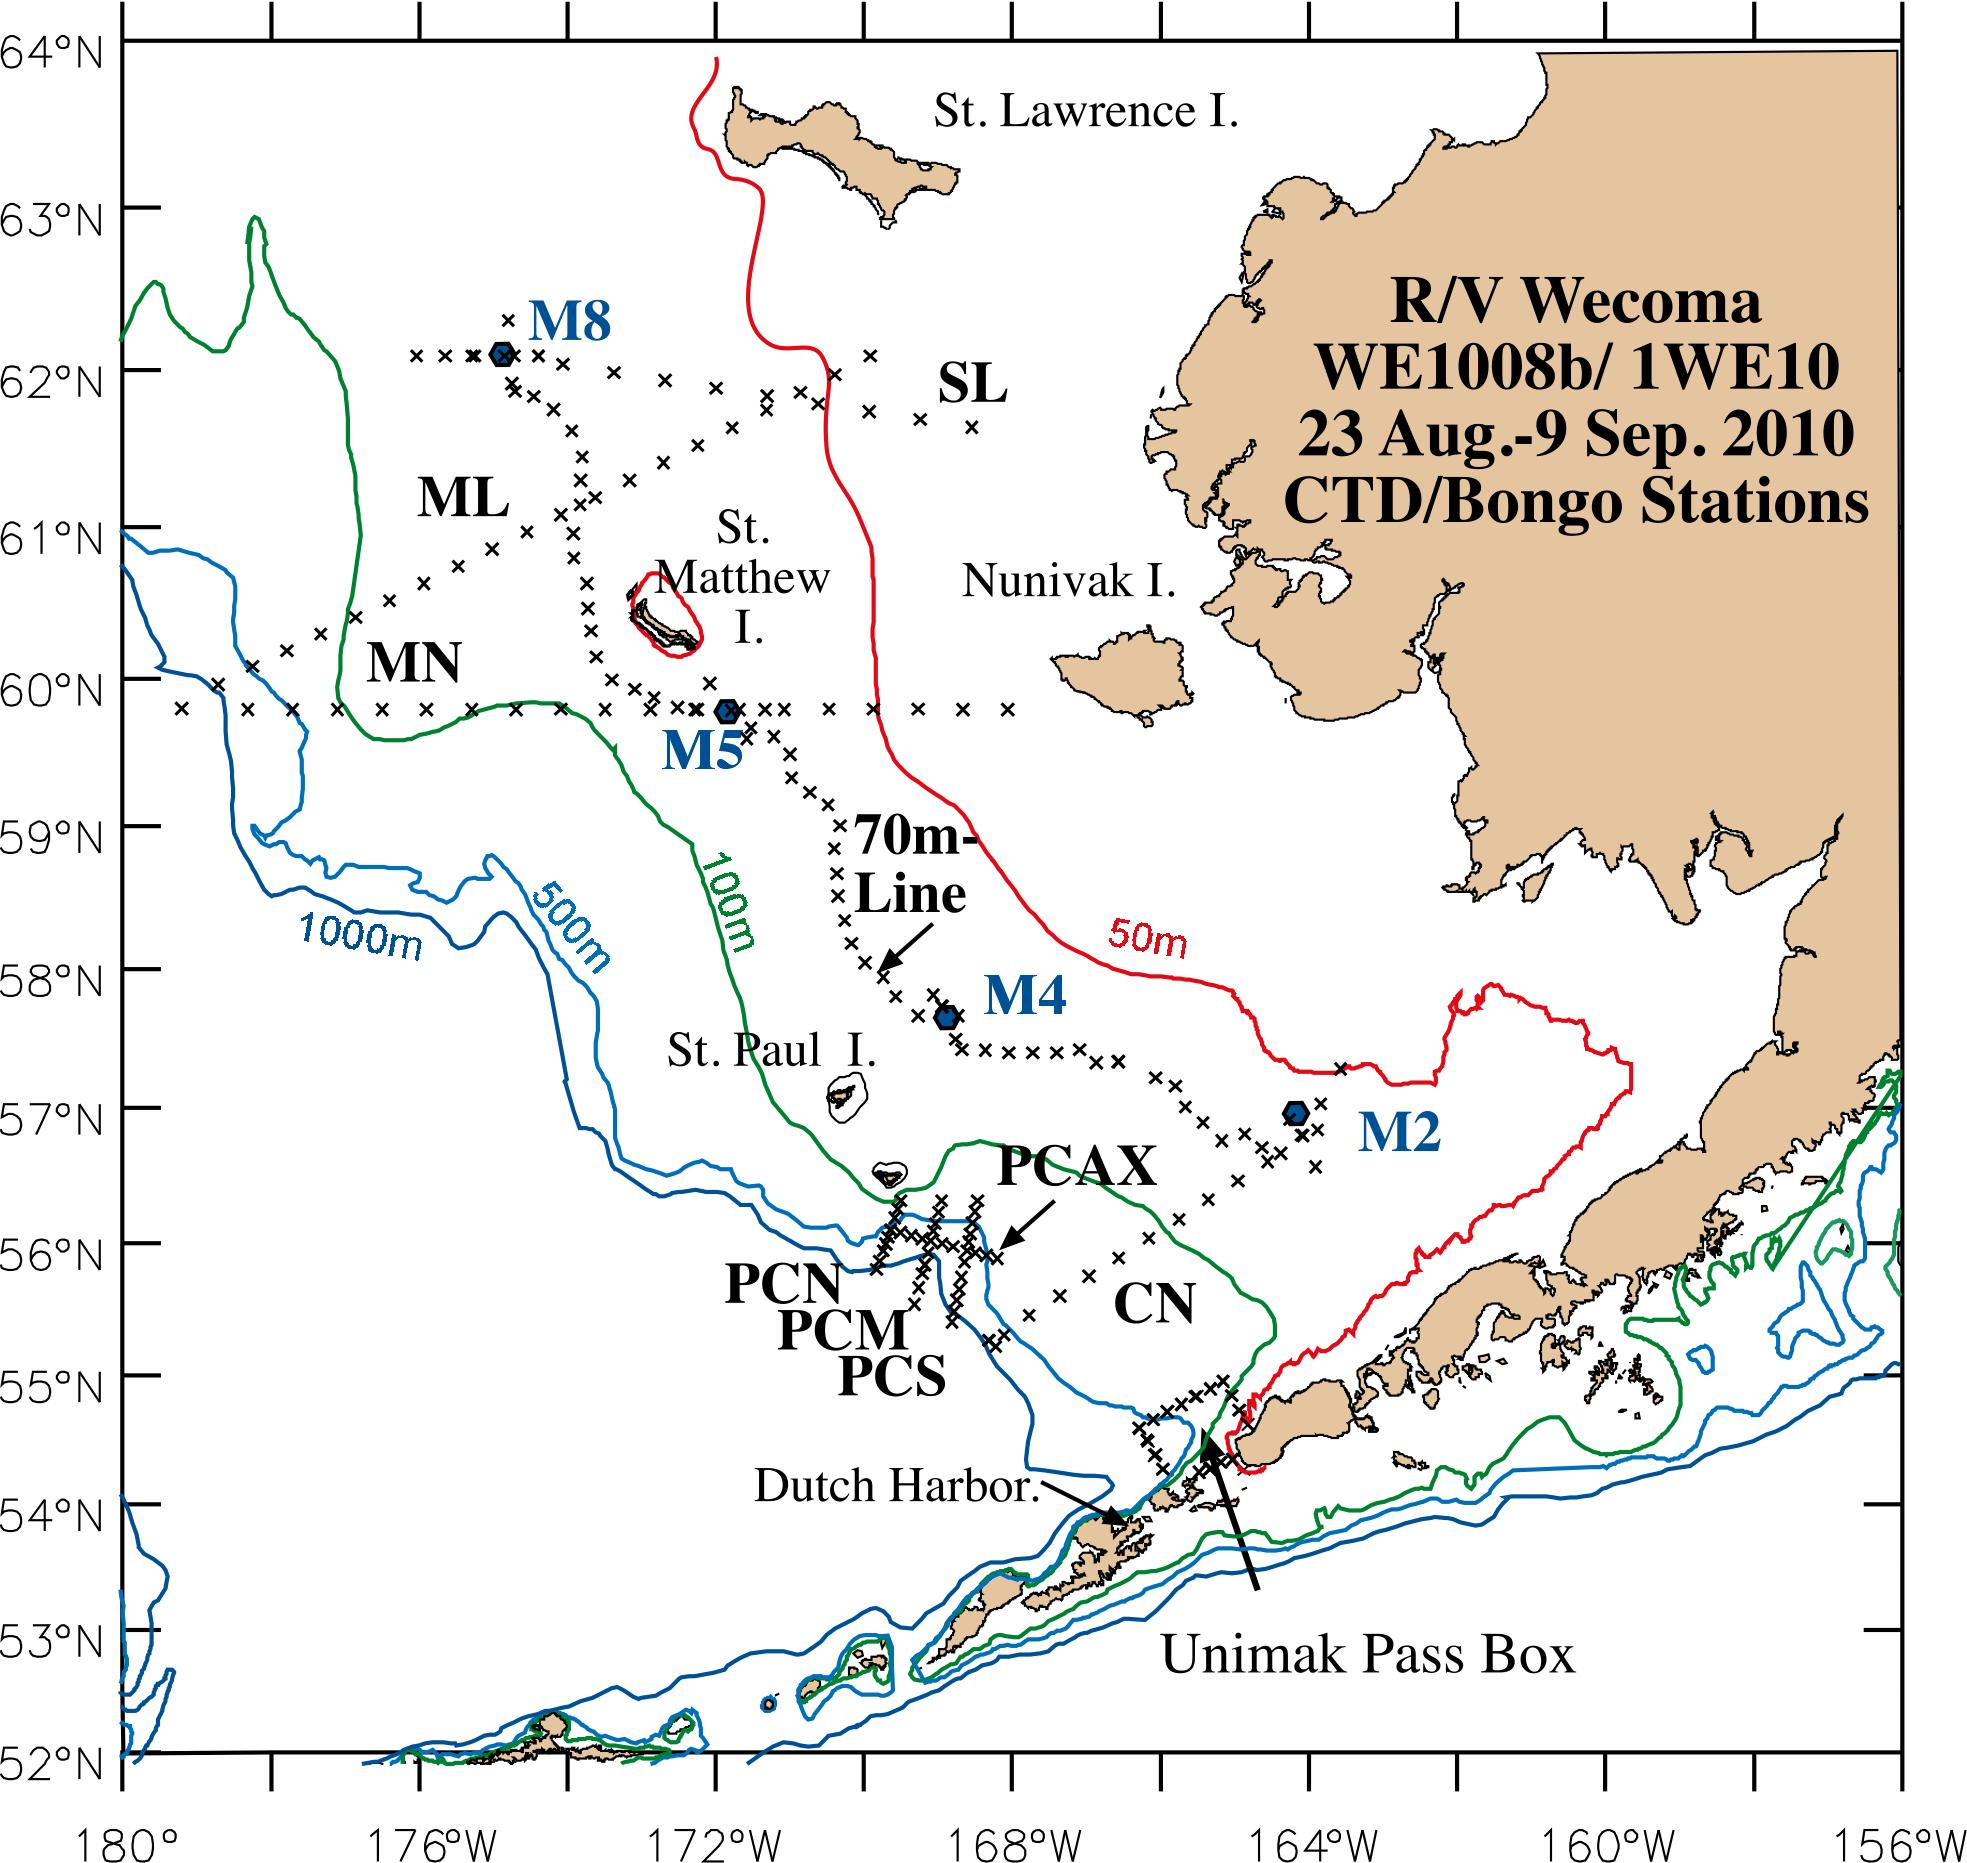 64°N
63°N
62°N
61°N
60°N
59°N
58°N
57°N
56°N
55°N
54°N
53°N
52°N
St. Lawrence I.
R/V Wecoma
WE1008b/ 1WE10
23 Aug.-9 Sep. 2010
CTD/Bongo Stations
M8
SL
ML
St.
Matthew
I.
Nunivak I.
MN
M5
70m-
Line
100m
500m
1000m
50m
M4
St. Paul I.
M2
PCAX
PCN
PCM
PCS
CN
Dutch Harbor.
Unimak Pass Box
180°
176°W
172°W
168°W
164°W
160°W
156°W